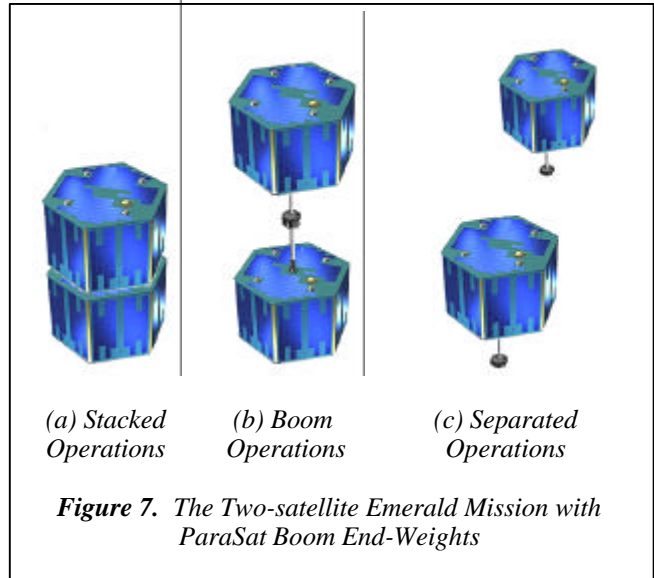 (a) Stacked Operations
(b) Boom Operations
(c) Separated Operations
Figure 7. The Two-satellite Emerald Mission with
ParaSat Boom End-Weights